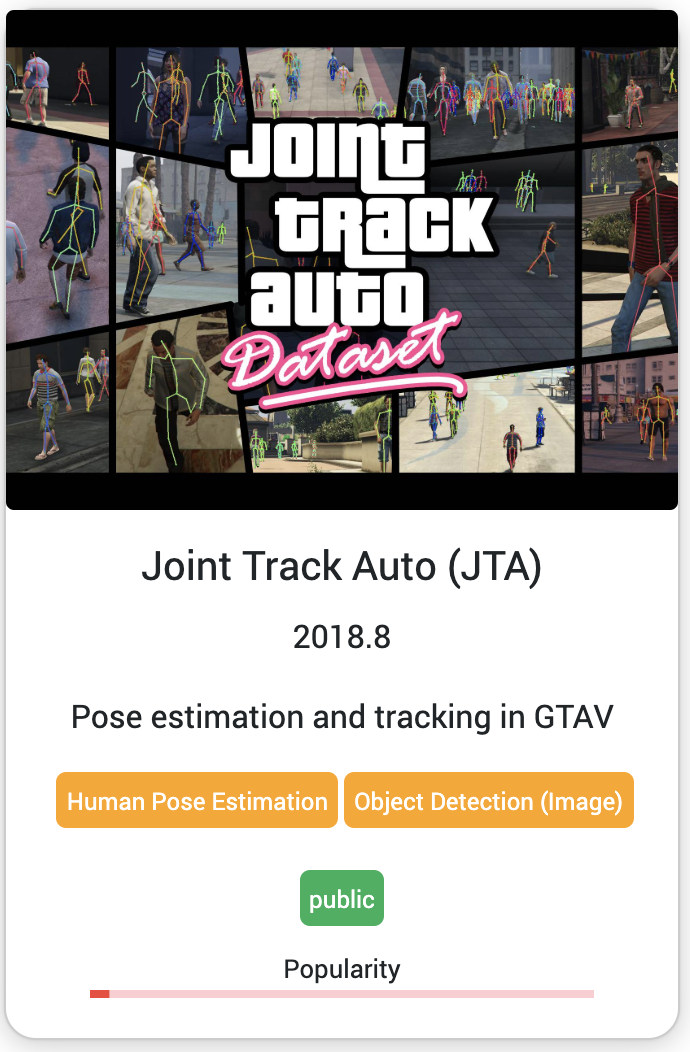 JOINT
TRACK
AUTO
Dataset
Joint Track Auto (JTA)
2018.8
Pose estimation and tracking in GTAV
Human Pose Estimation Object Detection (Image)
public
Popularity